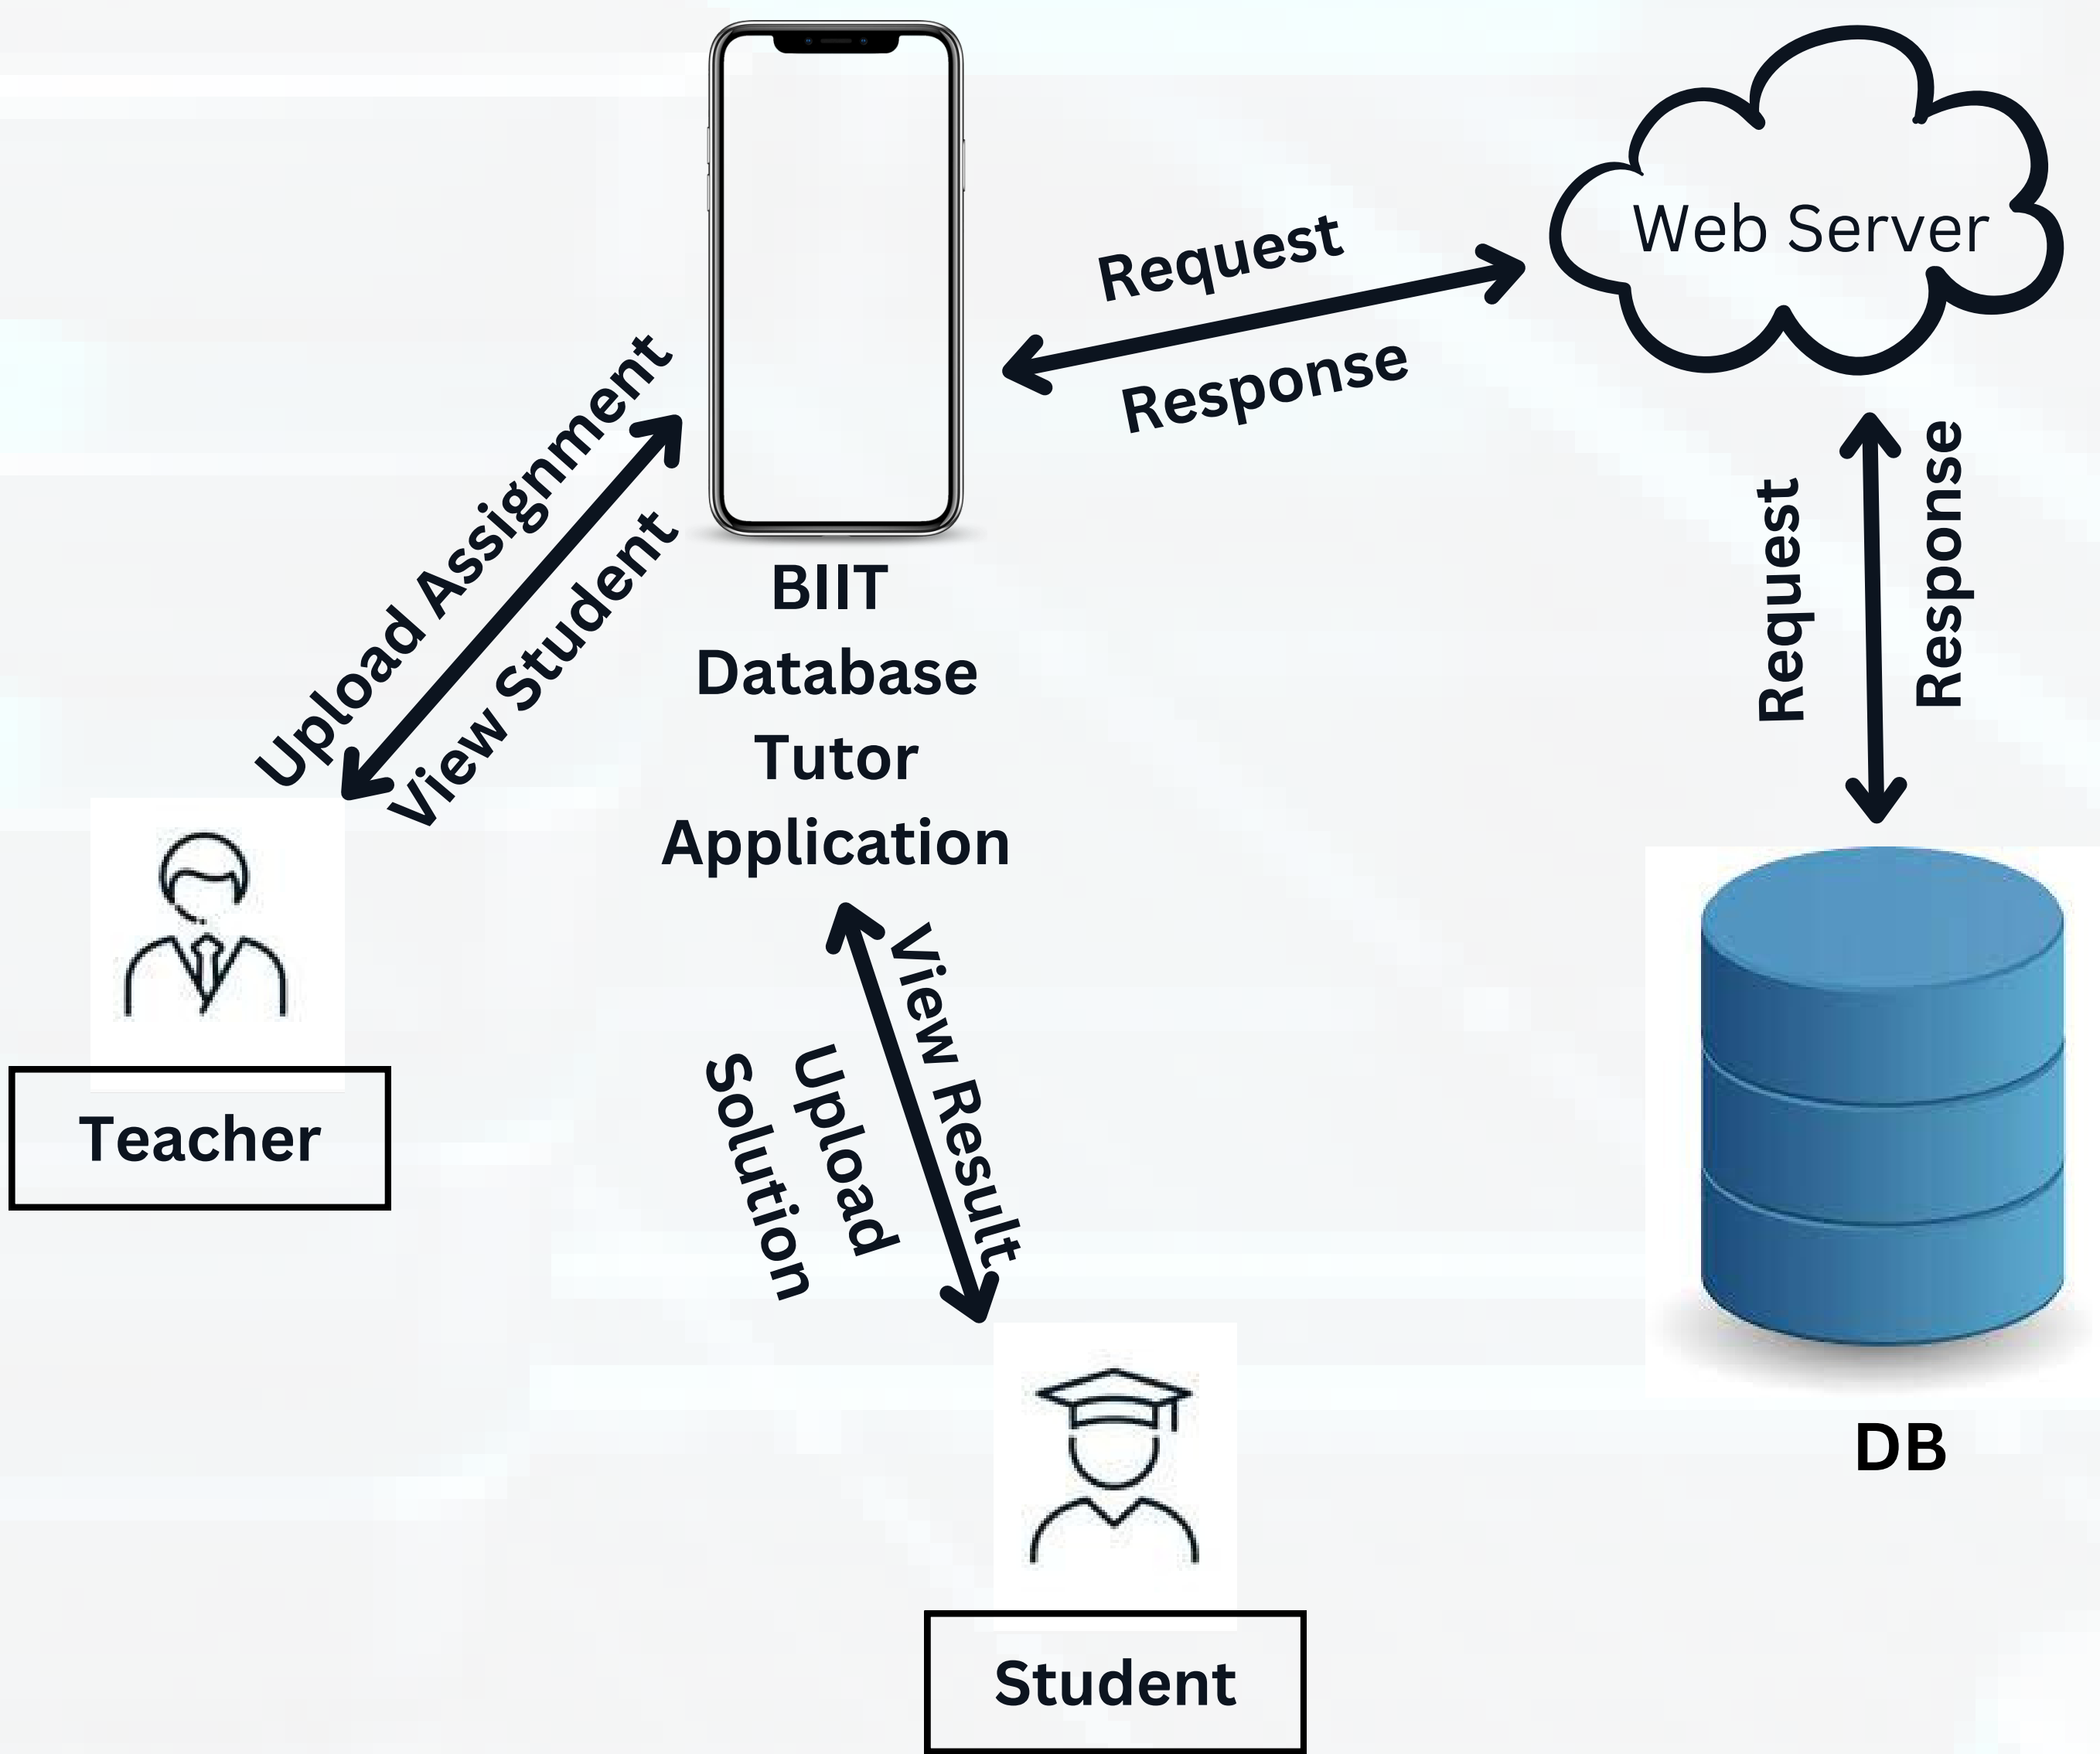 Web Server
Request
Response
Upload Assignment
View Student
Request
Response
BIIT
Database
Tutor
Application
Teacher
View Result
Upload
Solution
DB
Student